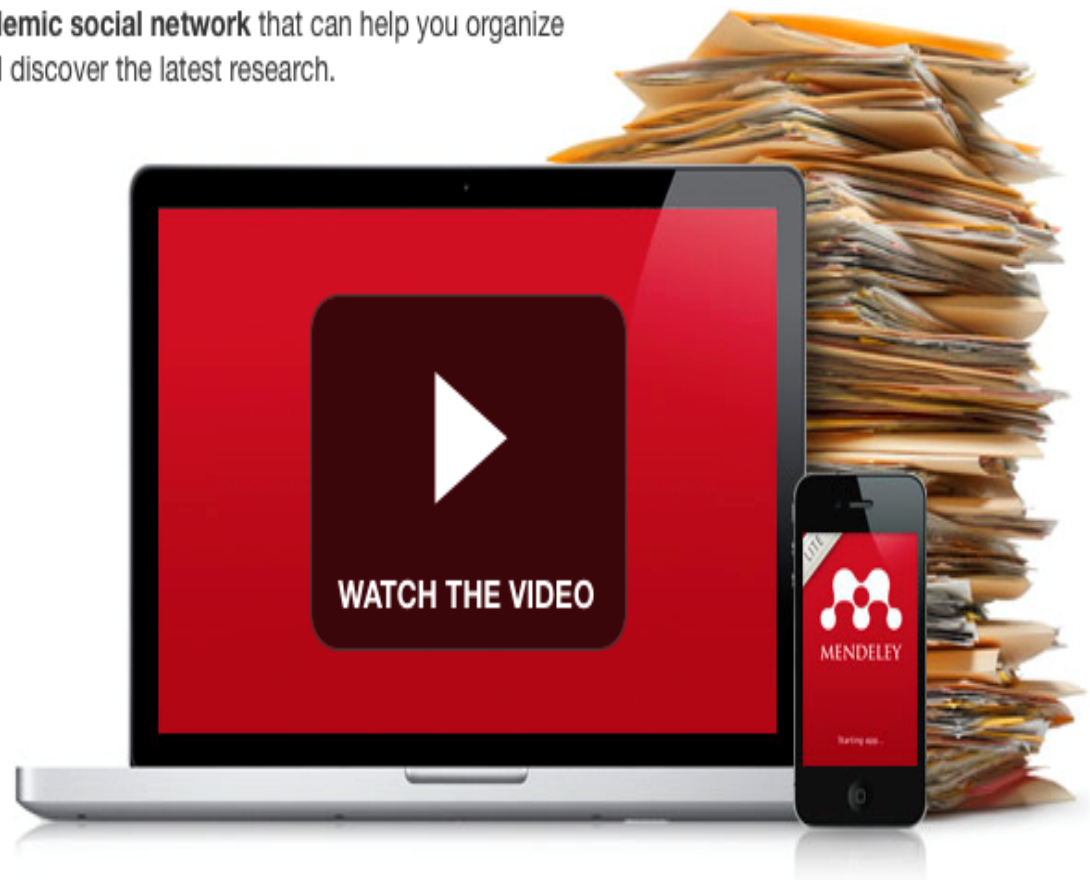 demic social network that can help you organize
discover the latest research.
WATCH THE VIDEO
LITE
MENDELEY
Starting app...